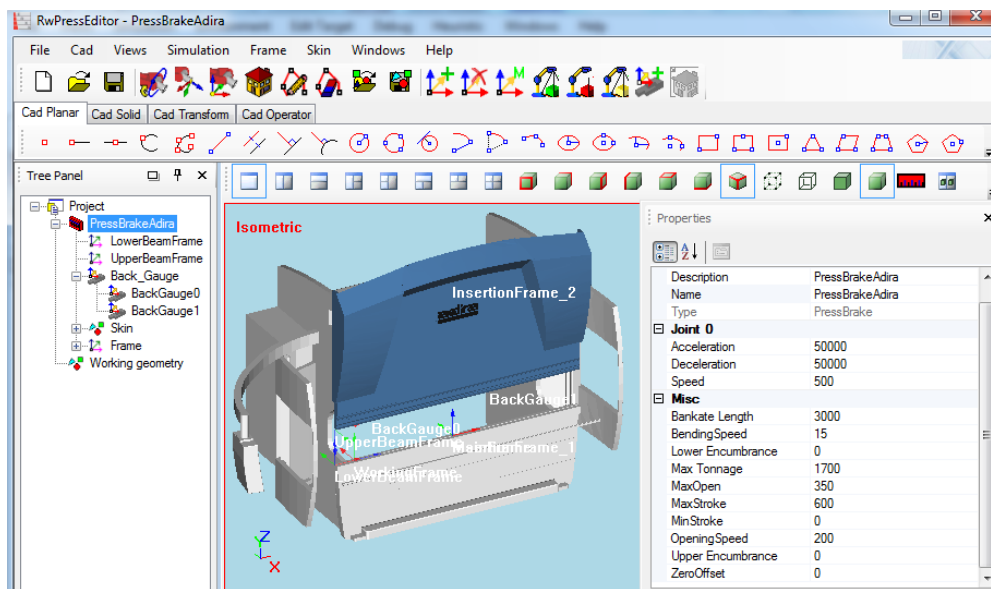 RwPressEditor - PressBrakeAdira
File Cad Views Simulation Frame Skin Windows Help
Cad Planar Cad Solid Cad Transform Cad Operator
Tree Panel
Project
PressBrakeAdira
LowerBeamFrame
UpperBeamFrame
Back_Gauge
BackGauge0
BackGauge1
Skin
Frame
Working geometry
Isometric
InsertionFrame_2
BackGauge1
BackGauge0
UpperBeamFrame
WorkingFrame
LowerBeamFrame
Z
X
Properties
Description PressBrakeAdira
Name PressBrakeAdira
Type PressBrake
Joint 0
Acceleration 50000
Deceleration 50000
Speed 500
Misc
Bankate Length 3000
BendingSpeed 15
Lower Encumbrance 0
Max Tonnage 1700
MaxOpen 350
MaxStroke 600
MinStroke 0
OpeningSpeed 200
Upper Encumbrance 0
ZeroOffset 0